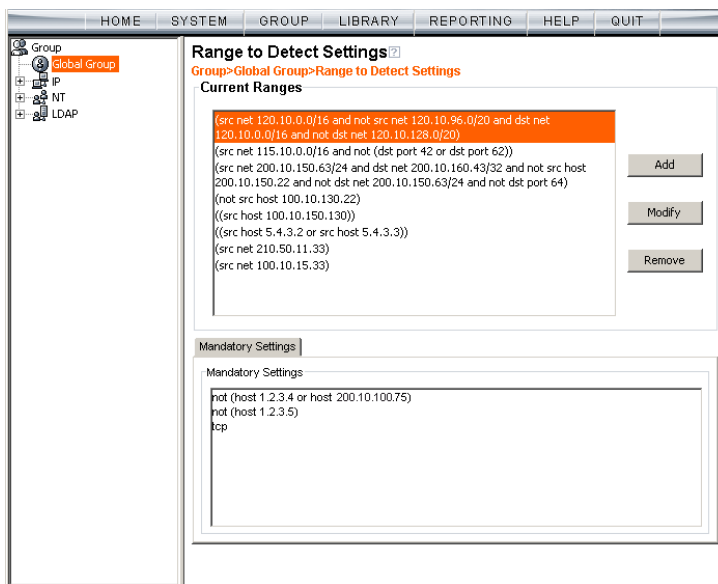 HOME SYSTEM GROUP LIBRARY REPORTING HELP QUIT
Group
Global Group
IP
NT
LDAP
Range to Detect Settings?
Group>Global Group>Range to Detect Settings
Current Ranges
(src net 120.10.0.0/16 and not src net 120.10.96.0/20 and dst net
120.10.0.0/16 and not dst net 120.10.128.0/20)
(src net 115.10.0.0/16 and not (dst port 42 or dst port 62))
(src net 200.10.150.63/24 and dst net 200.10.160.43/32 and not src host
200.10.150.22 and not dst net 200.10.150.63/24 and not dst port 64)
(not src host 100.10.130.22)
((src host 100.10.150.130))
((src host 5.4.3.2 or src host 5.4.3.3))
(src net 210.50.11.33)
(src net 100.10.15.33)
Add
Modify
Remove
Mandatory Settings
Mandatory Settings
not (host 1.2.3.4 or host 200.10.100.75)
not (host 1.2.3.5)
tcp